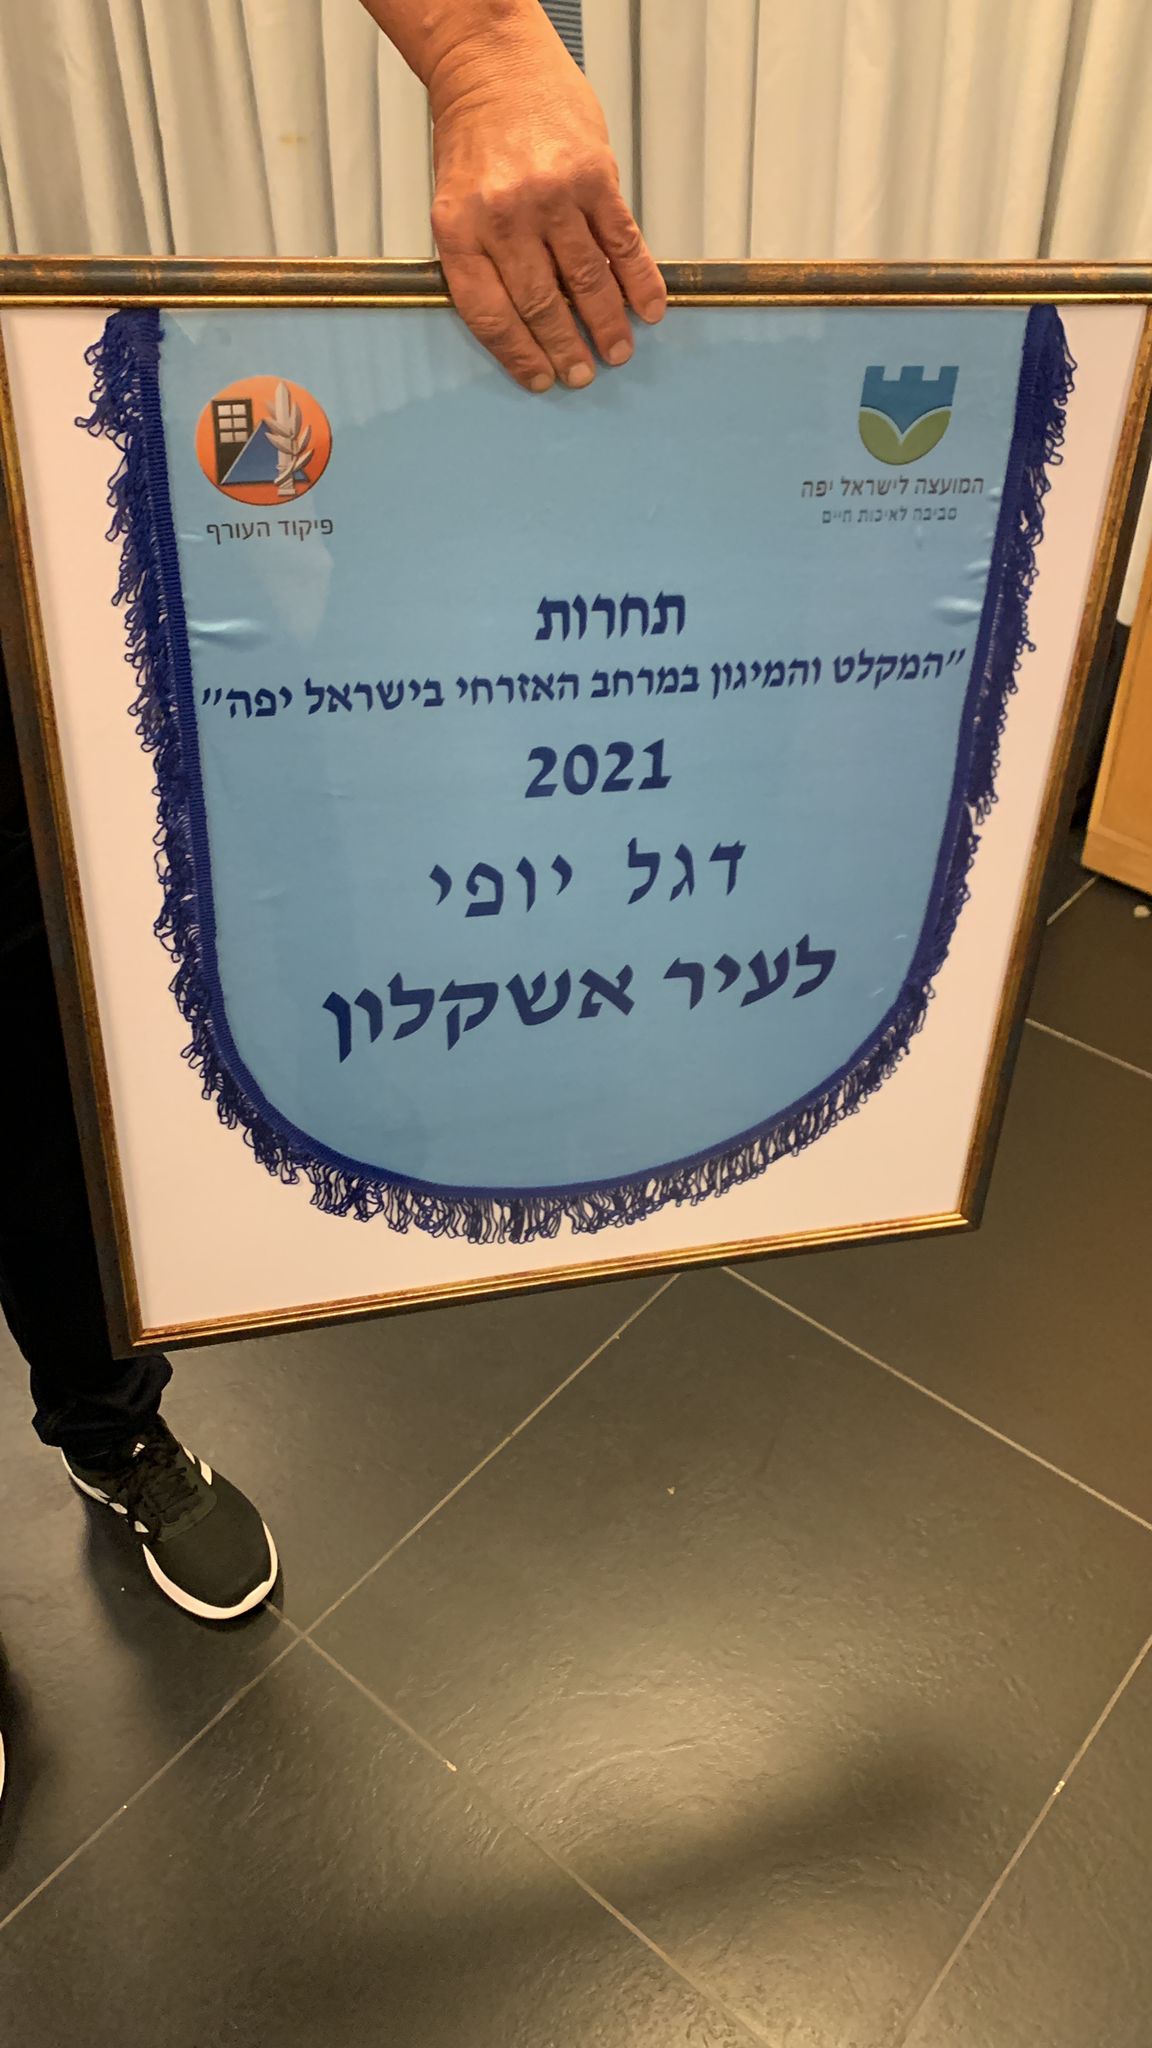 המועצה לישראל יפה
סביבה לאיכות חיים
פיקוד העורף
תחרות
"המקלט והמיגון במרחב האזרחי בישראל יפה"
2021
דגל יופי
לעיר אשקלון